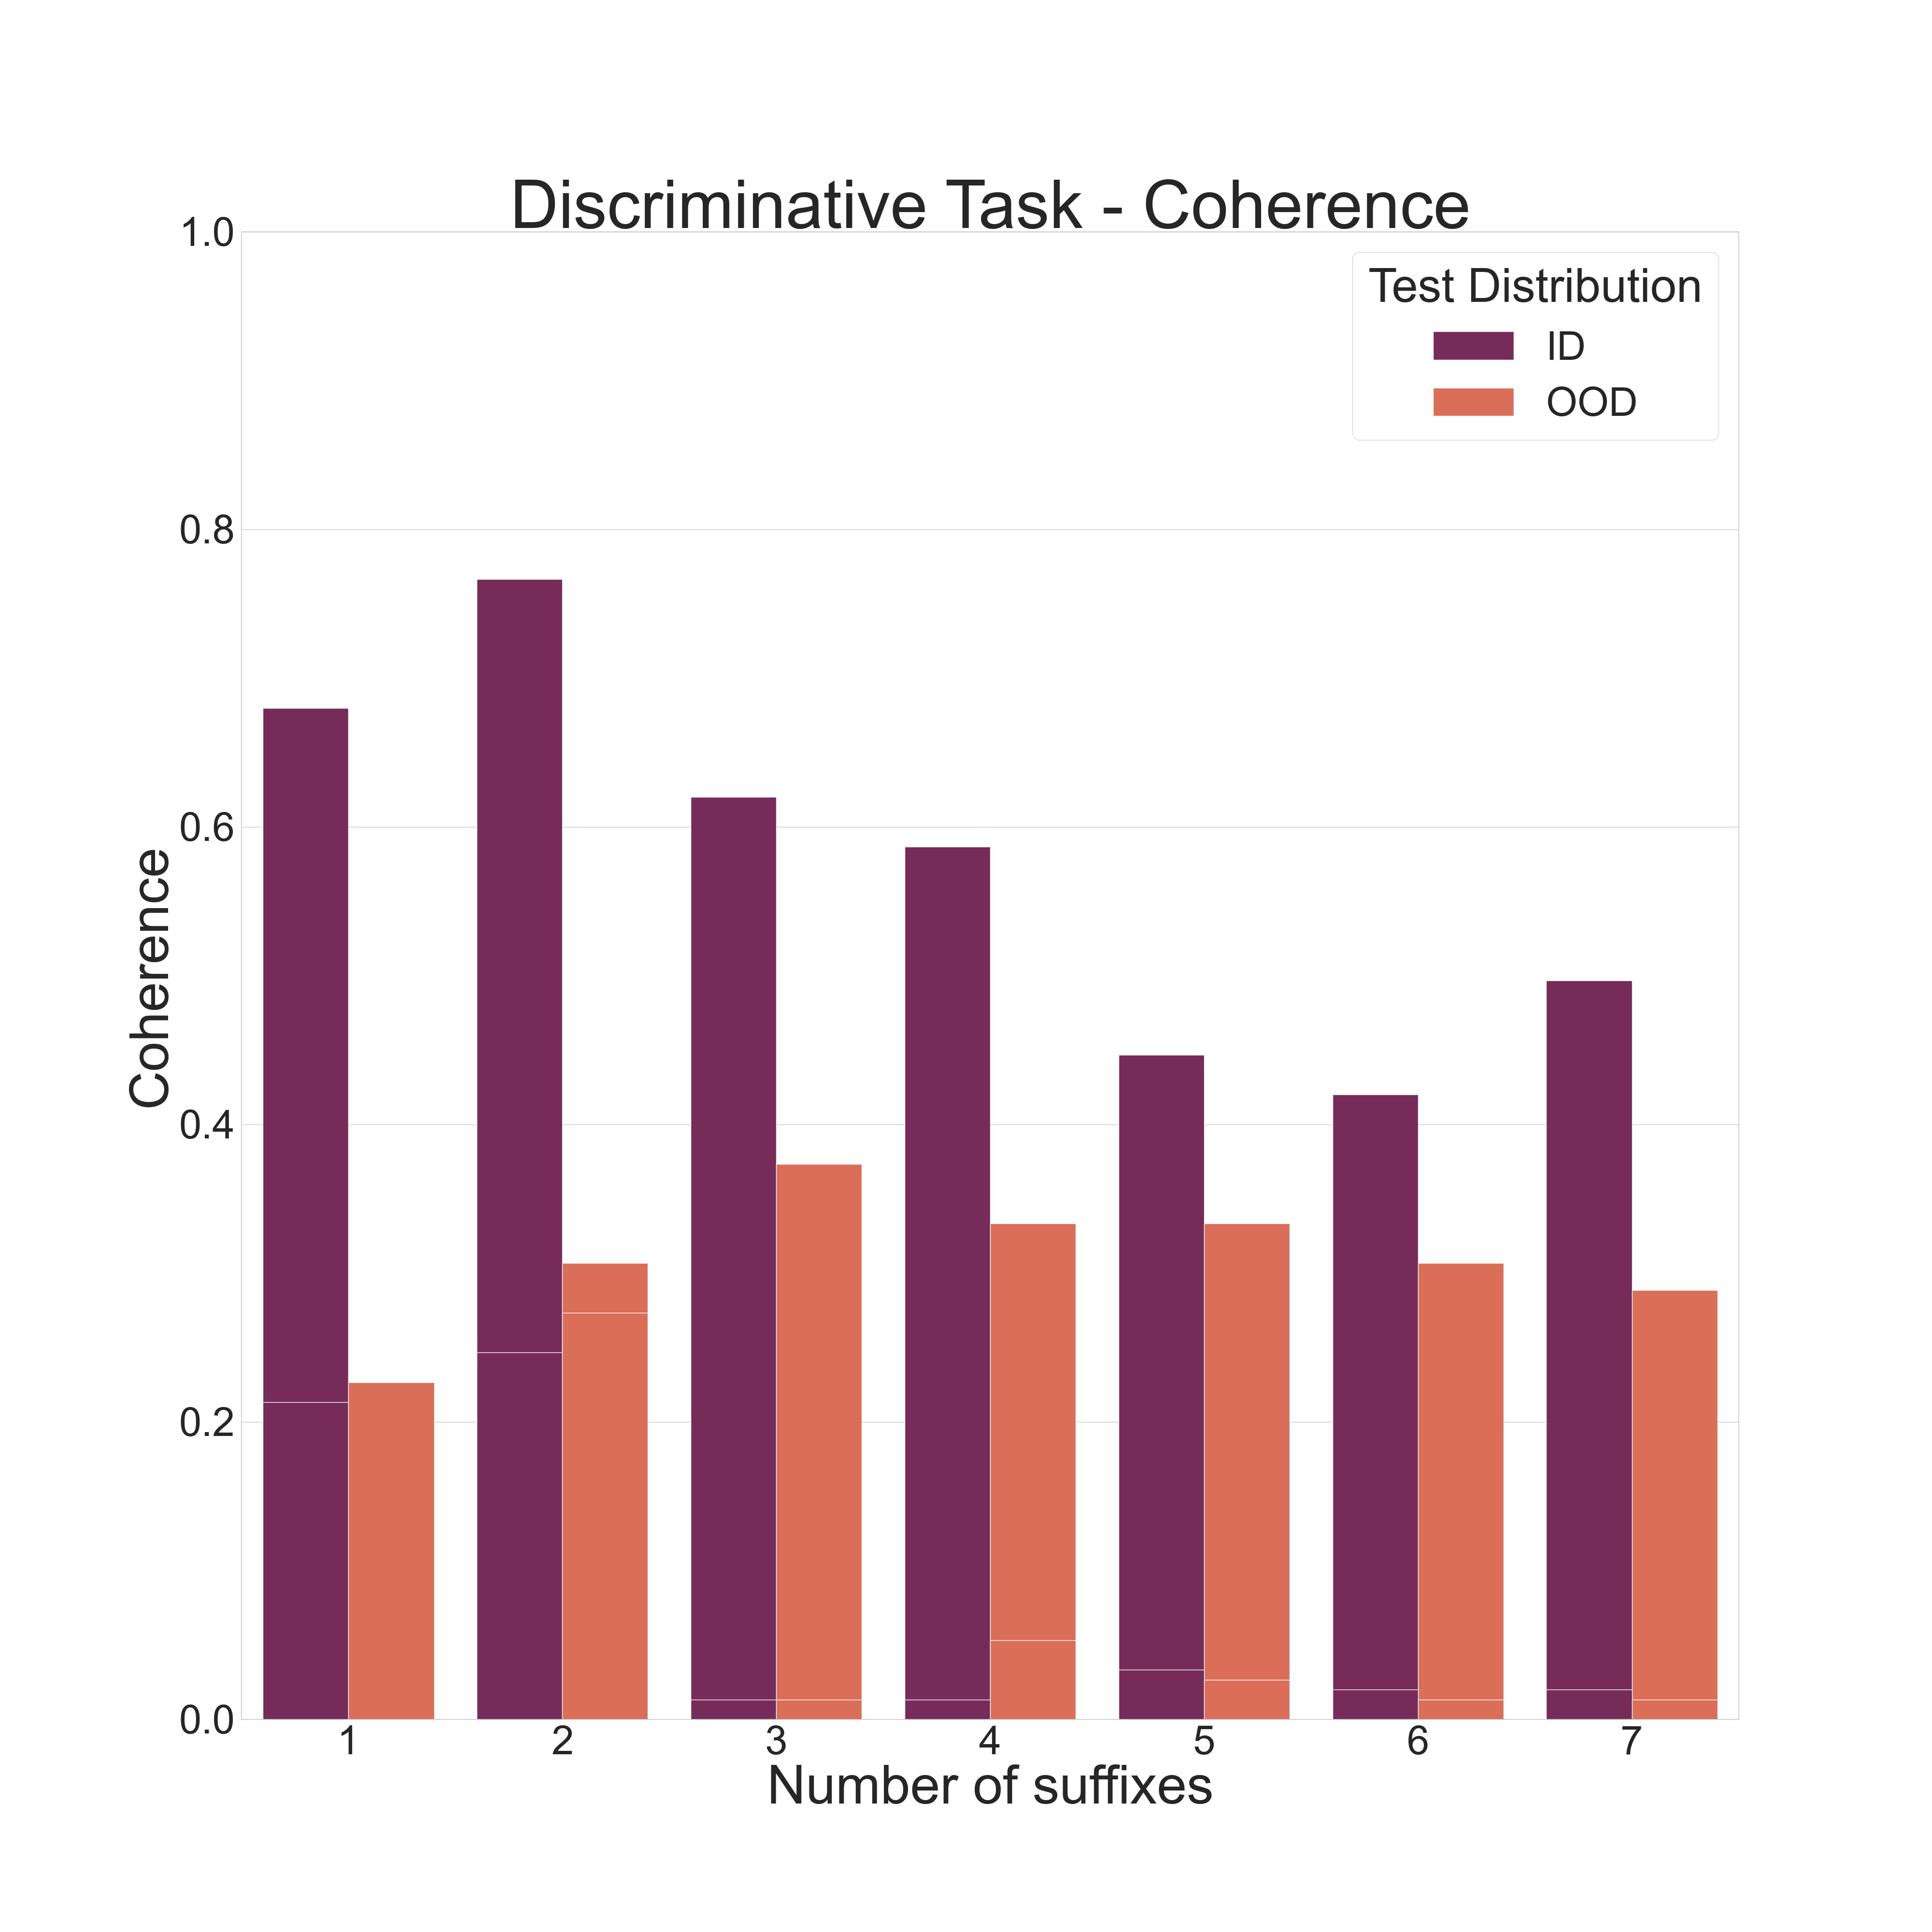 Discriminative Task - Coherence
1.0
Test Distribution
ID
OOD
0.8
0.6
0.4
0.2
0.0
Coherence
1 2 3 4 5 6 7
Number of suffixes